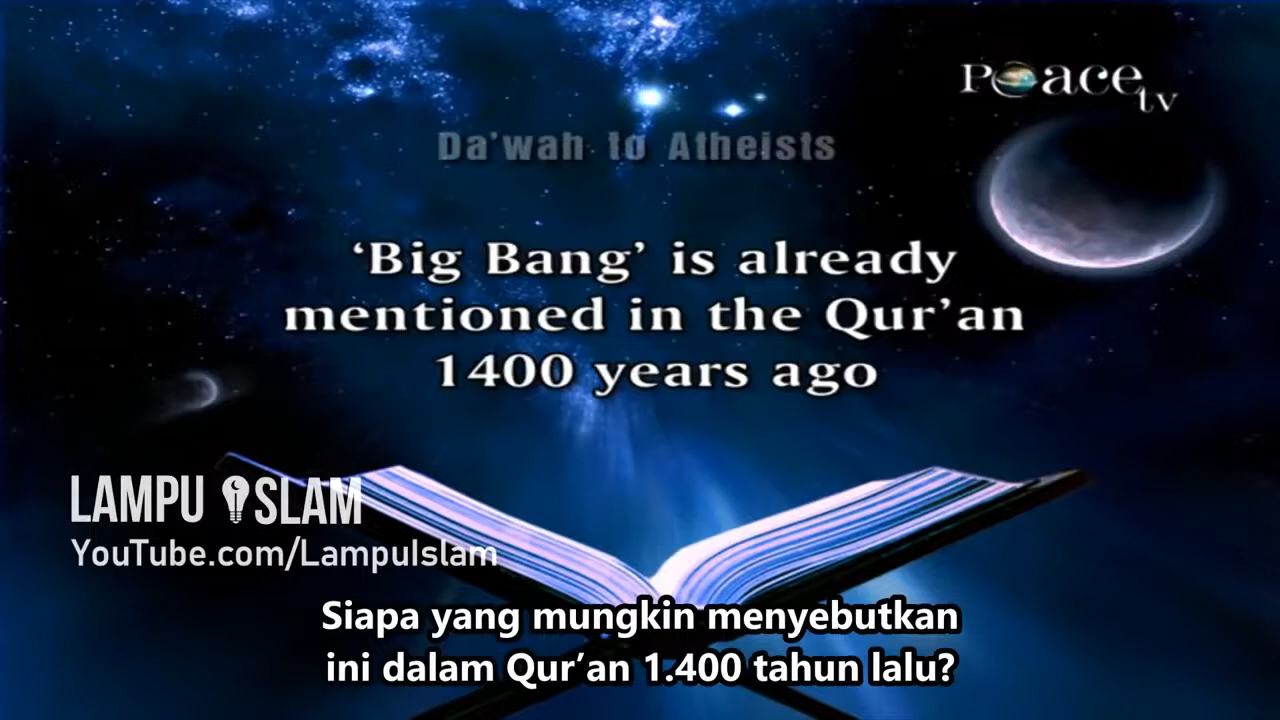 Peace tv
Da'wah to Atheists
‘Big Bang’ is already
mentioned in the Qur’an
1400 years ago
LAMPU ISLAM
YouTube.com/LampuIslam
Siapa yang mungkin menyebutkan
ini dalam Qur’an 1.400 tahun lalu?